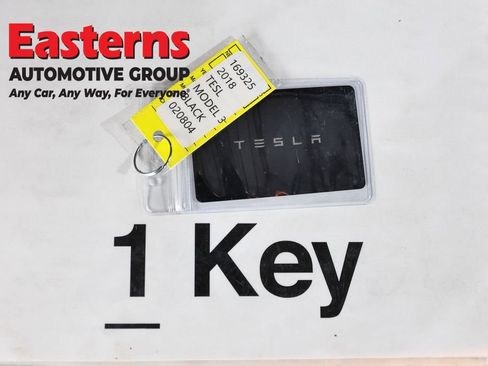 Easterns
AUTOMOTIVE GROUP
Any Car, Any Way, For Everyone
169325
2018
TESL
MODEL 3
BLACK
020804
TESLA
1 Key